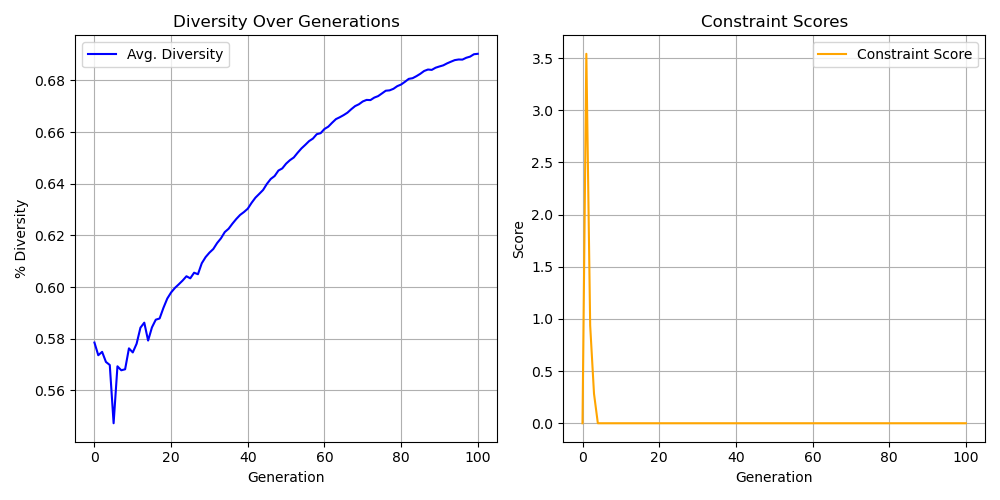 Diversity Over Generations
Avg. Diversity
% Diversity
0.68
0.66
0.64
0.62
0.60
0.58
0.56
0 20 40 60 80 100
Generation
Constraint Scores
Constraint Score
Score
3.5
3.0
2.5
2.0
1.5
1.0
0.5
0.0
0 20 40 60 80 100
Generation